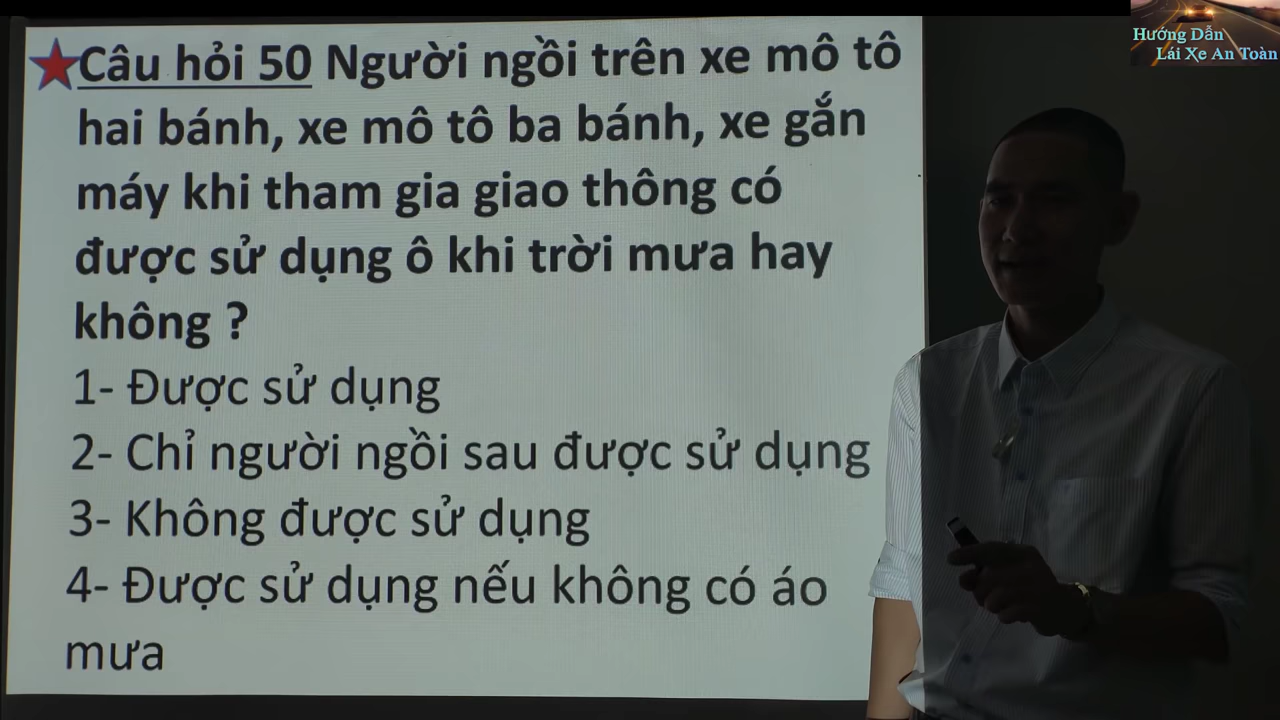 Hướng Dẫn
Lái Xe An Toàn
Câu hỏi 50 Người ngồi trên xe mô tô
hai bánh, xe mô tô ba bánh, xe gắn
máy khi tham gia giao thông có
được sử dụng ô khi trời mưa hay
không ?
1- Được sử dụng
2- Chỉ người ngồi sau được sử dụng
3- Không được sử dụng
4- Được sử dụng nếu không có áo
mưa